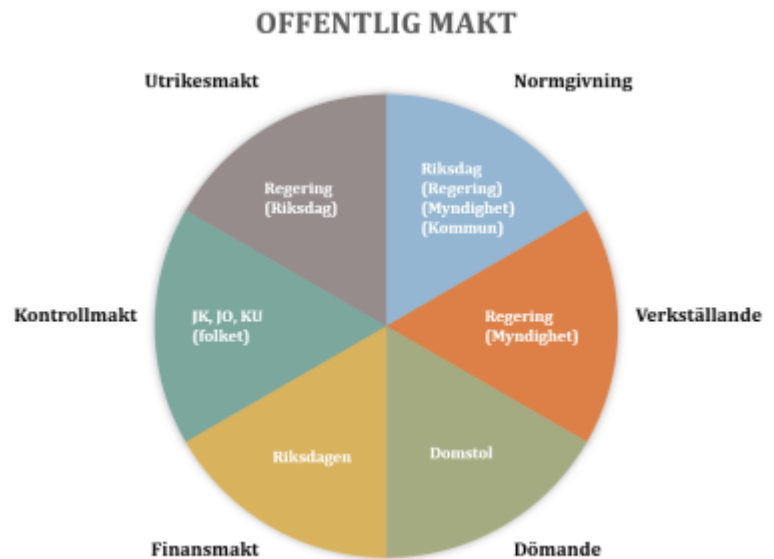 OFFENTLIG MAKT
Utrikesmakt
Normgivning
Regering
(Riksdag)
Riksdag
(Regering)
(Myndighet)
(Kommun)
Kontrollmakt
JK, JO, KU
(folket)
Regering
(Myndighet)
Verkställande
Riksdagen
Domstol
Finansmakt
Dömande